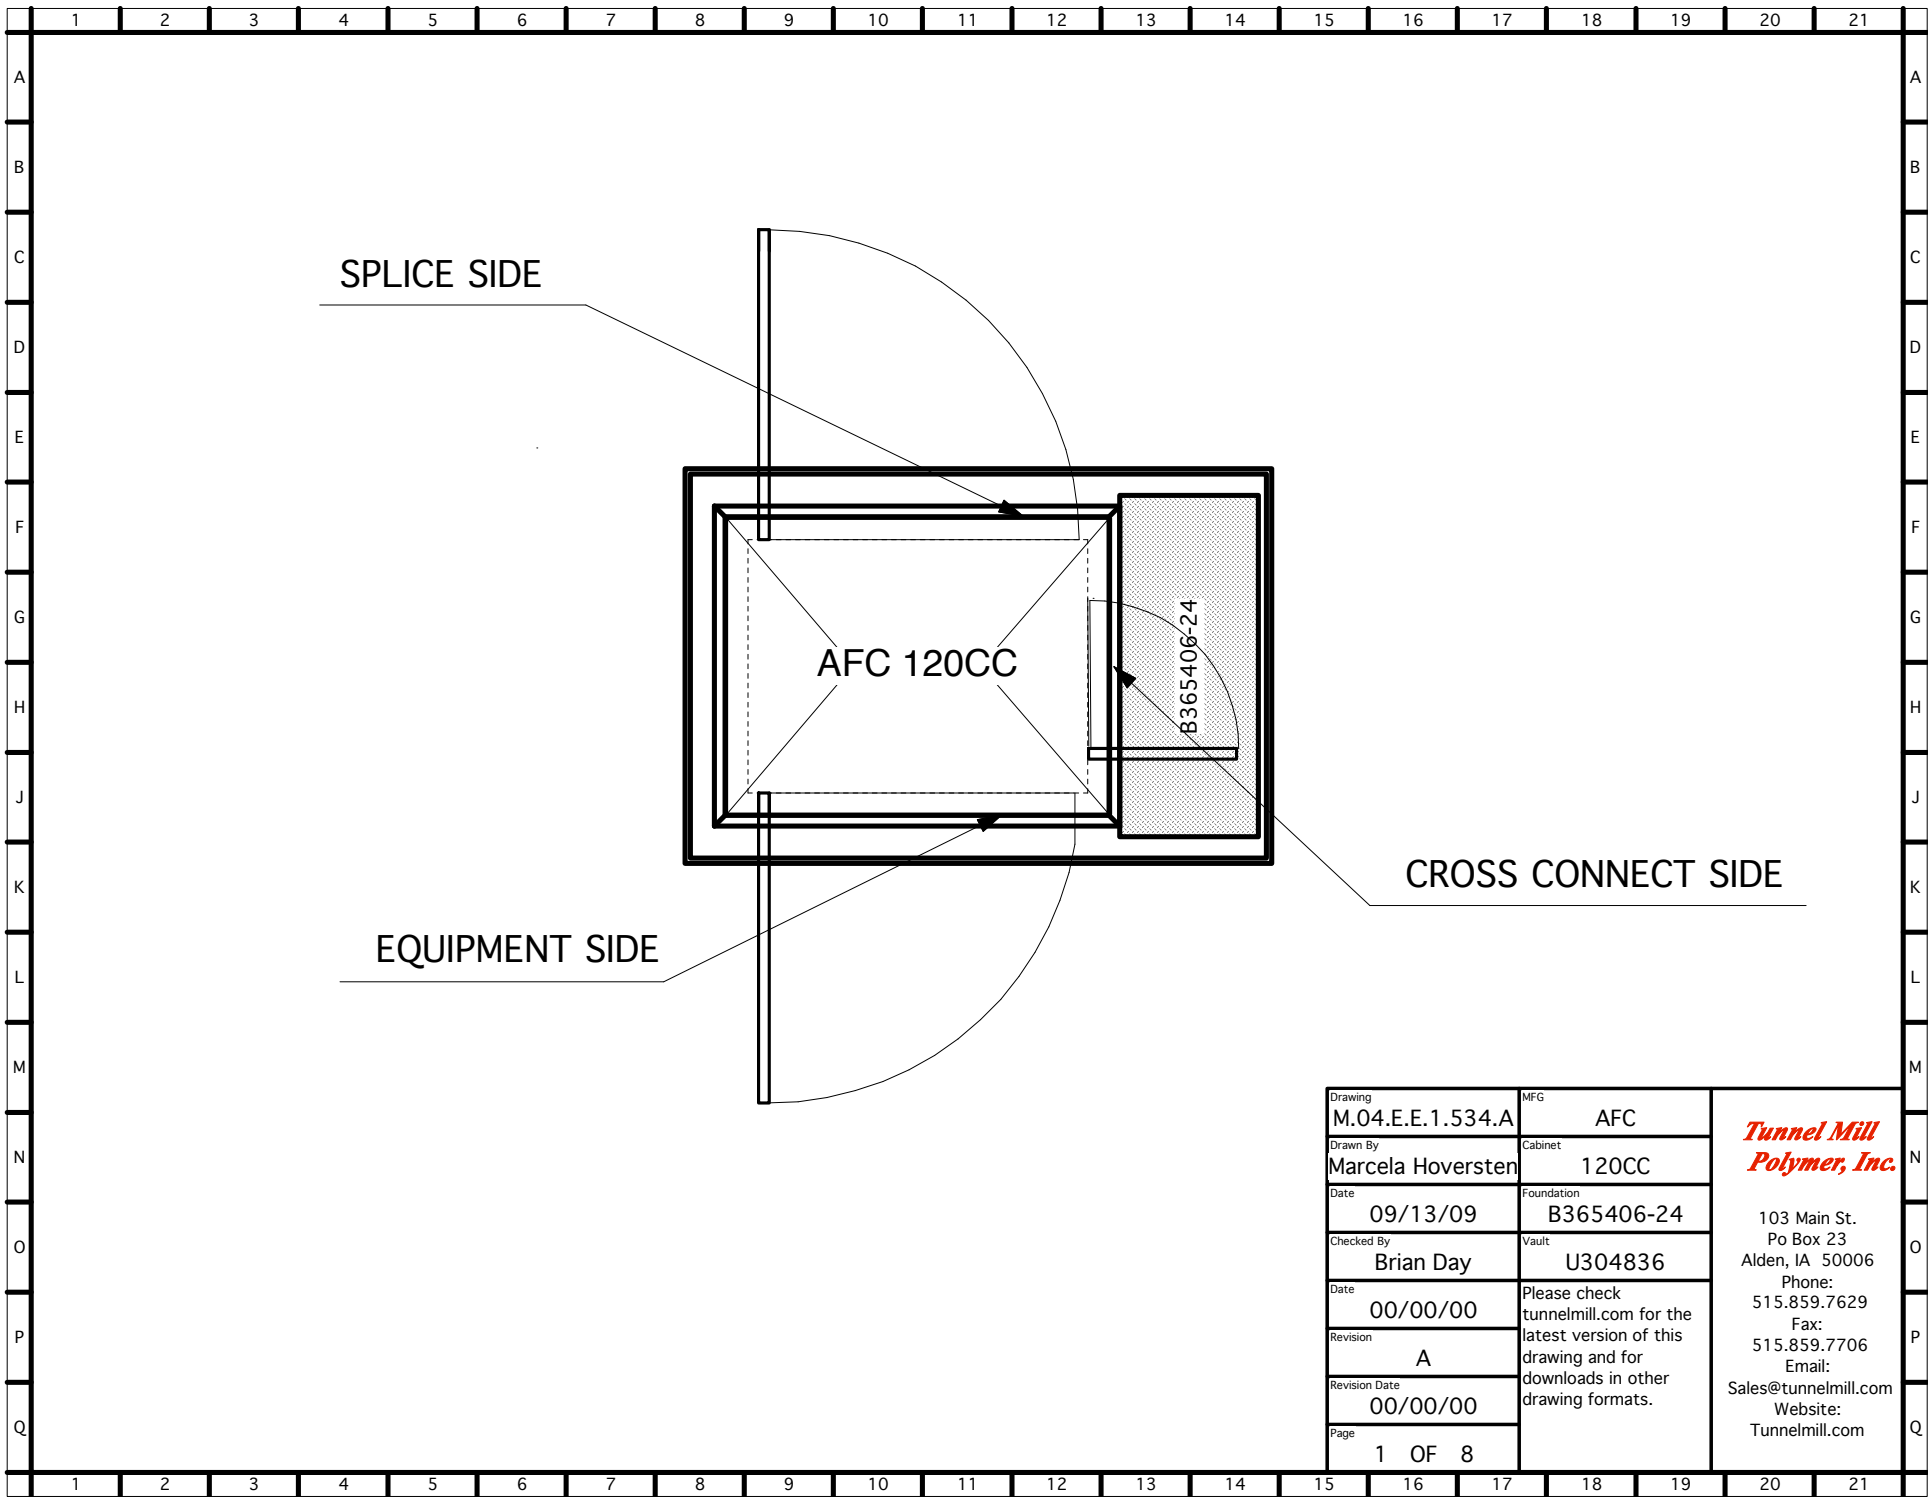 1 2 3 4 5 6 7 8 9 10 11 12 13 14 15 16 17 18 19 20 21
A A
B B
C C
D D
E E
F F
G G
H H
J J
K K
L L
M M
N N
O O
P P
Q Q
SPLICE SIDE
AFC 120CC
B365406-24
CROSS CONNECT SIDE
EQUIPMENT SIDE
Drawing
M.04.E.E.1.534.A
MFG
AFC
Drawn By
Marcela Hoversten
Cabinet
120CC
Date
09/13/09
Foundation
B365406-24
Checked By
Brian Day
Vault
U304836
Date
00/00/00
Revision
A
Revision Date
00/00/00
Page
1 OF 8
Please check
tunnelmill.com for the
latest version of this
drawing and for
downloads in other
drawing formats.
Tunnel Mill
Polymer, Inc.
103 Main St.
Po Box 23
Alden, IA 50006
Phone:
515.859.7629
Fax:
515.859.7706
Email:
Sales@tunnelmill.com
Website:
Tunnelmill.com
1 2 3 4 5 6 7 8 9 10 11 12 13 14 15 16 17 18 19 20 21